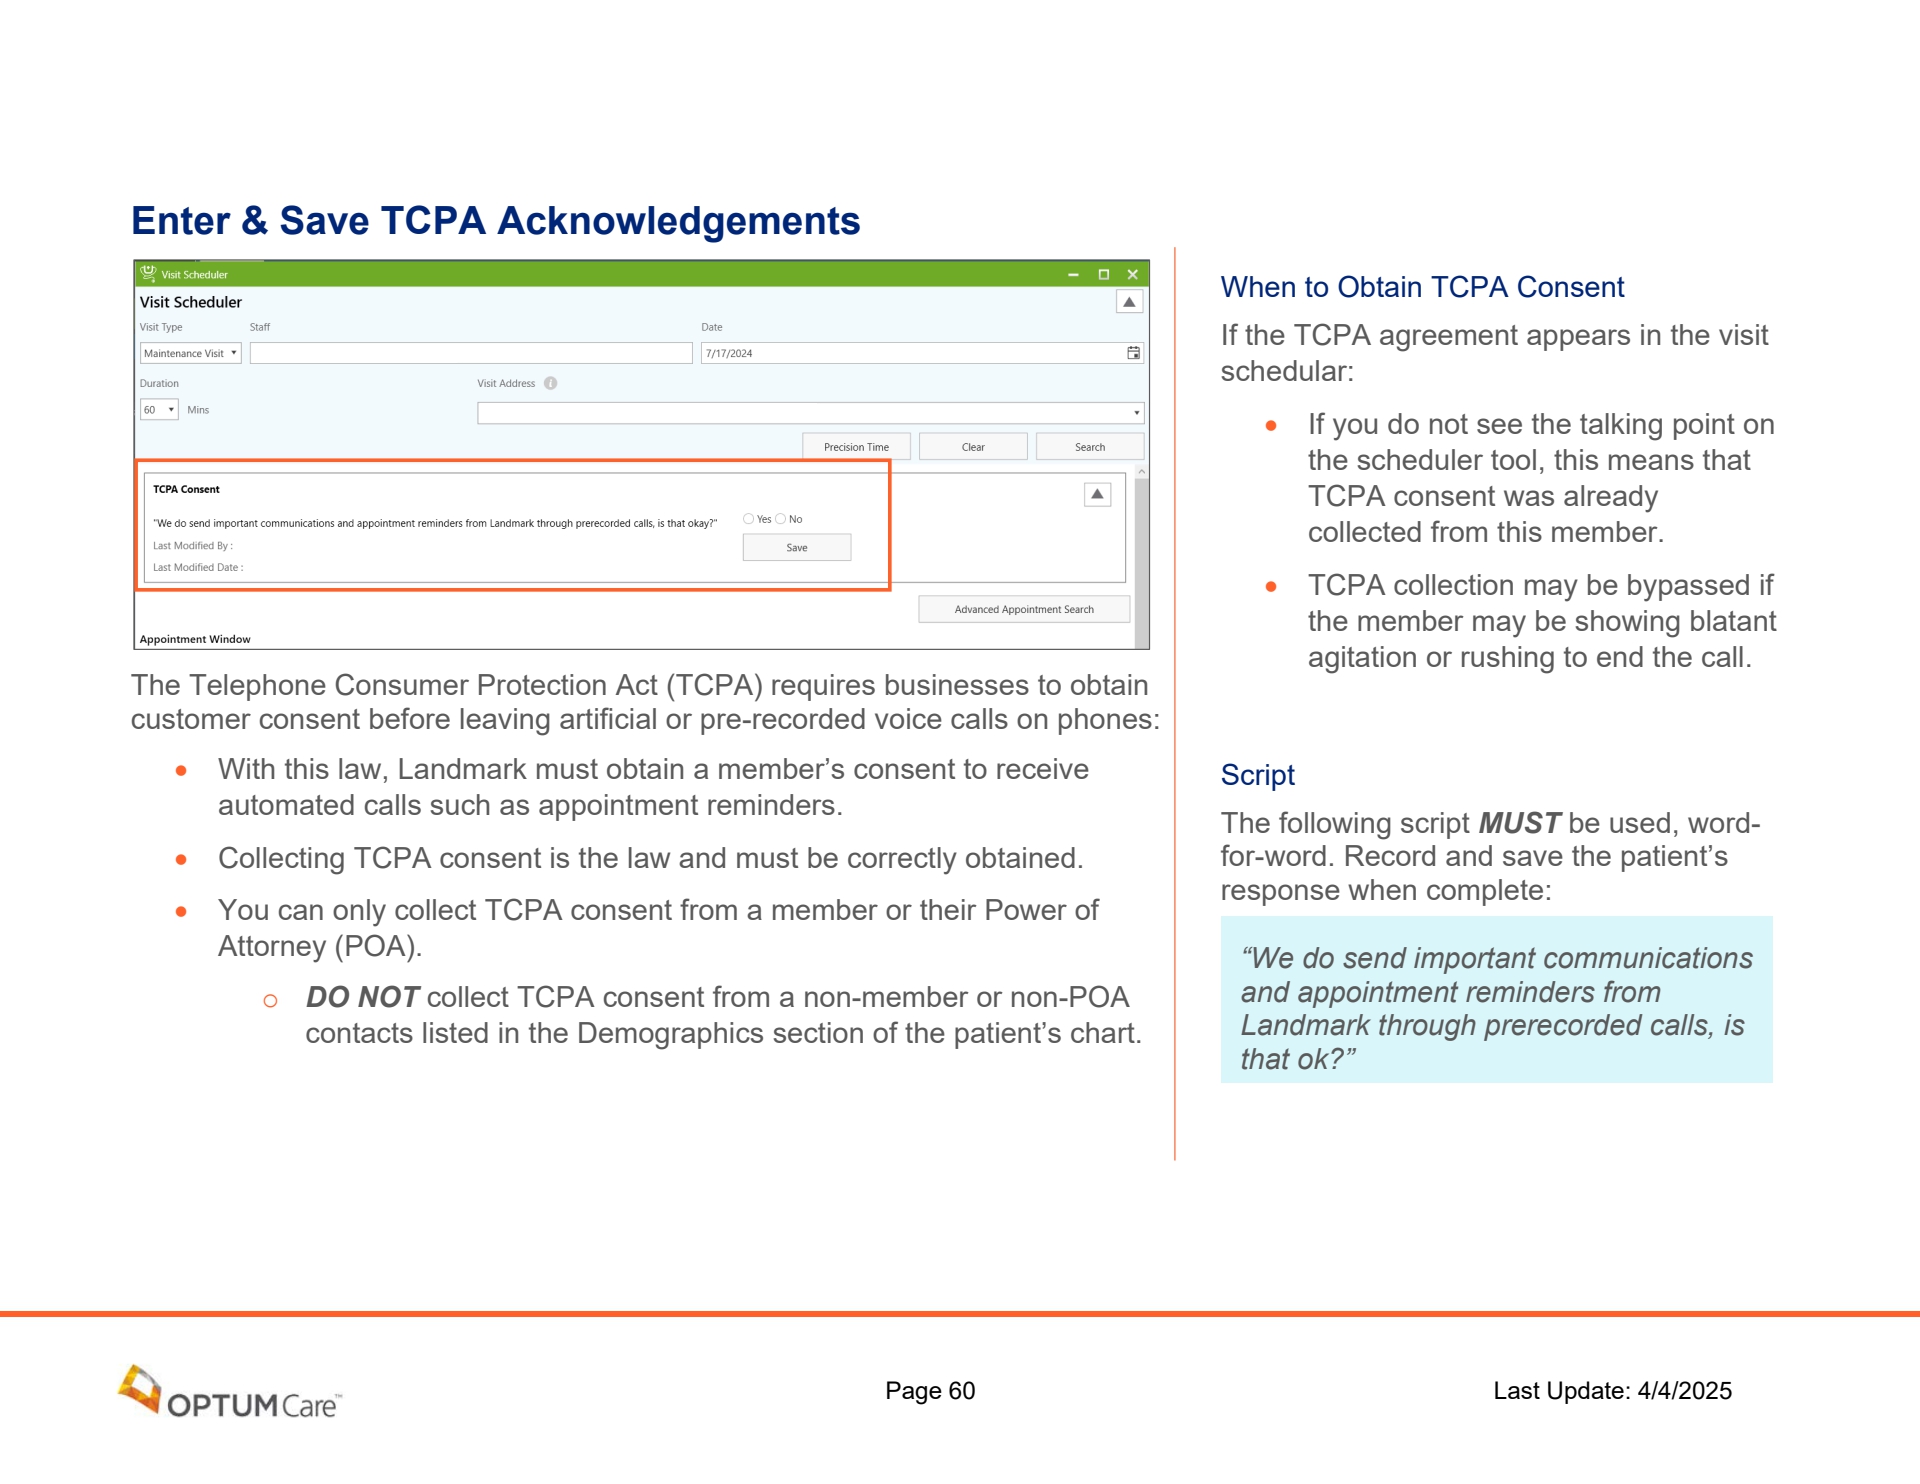 Enter & Save TCPA Acknowledgements
Visit Scheduler
Visit Scheduler
Visit Type
Staff
Date
Maintenance Visit
7/17/2024
Duration
Visit Address
60
Mins
Precision Time
Clear
Search
TCPA Consent
"We do send important communications and appointment reminders from Landmark through prerecorded calls, is that okay?"
Yes
No
Last Modified By :
Save
Last Modified Date :
Advanced Appointment Search
Appointment Window
The Telephone Consumer Protection Act (TCPA) requires businesses to obtain
customer consent before leaving artificial or pre-recorded voice calls on phones:
• With this law, Landmark must obtain a member’s consent to receive
automated calls such as appointment reminders.
• Collecting TCPA consent is the law and must be correctly obtained.
• You can only collect TCPA consent from a member or their Power of
Attorney (POA).
o DO NOT collect TCPA consent from a non-member or non-POA
contacts listed in the Demographics section of the patient’s chart.
When to Obtain TCPA Consent
If the TCPA agreement appears in the visit
schedular:
• If you do not see the talking point on
the scheduler tool, this means that
TCPA consent was already
collected from this member.
• TCPA collection may be bypassed if
the member may be showing blatant
agitation or rushing to end the call.
Script
The following script MUST be used, word-
for-word. Record and save the patient’s
response when complete:
“We do send important communications
and appointment reminders from
Landmark through prerecorded calls, is
that ok?”
OPTUM Care™
Page 60
Last Update: 4/4/2025